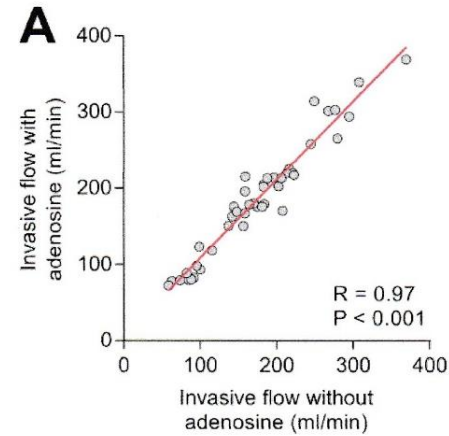 A
400
300
200
100
0
Invasive flow with
adenosine (ml/min)
R = 0.97
P < 0.001
0 100 200 300 400
Invasive flow without
adenosine (ml/min)